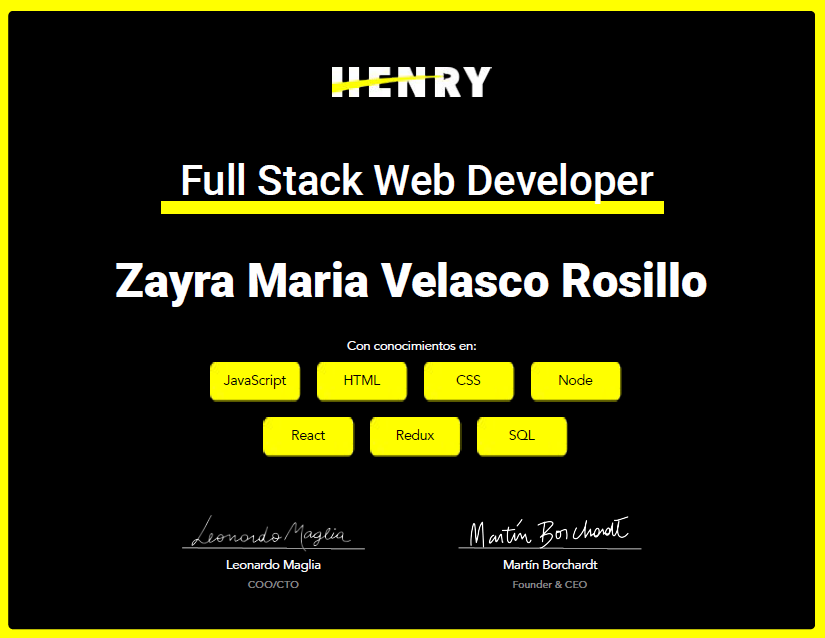 HENRY
Full Stack Web Developer
Zayra Maria Velasco Rosillo
Con conocimientos en:
JavaScript HTML CSS Node
React Redux SQL
Leonardo Maglia Martín Borchardt
Leonardo Maglia Martín Borchardt
COO/CTO Founder & CEO